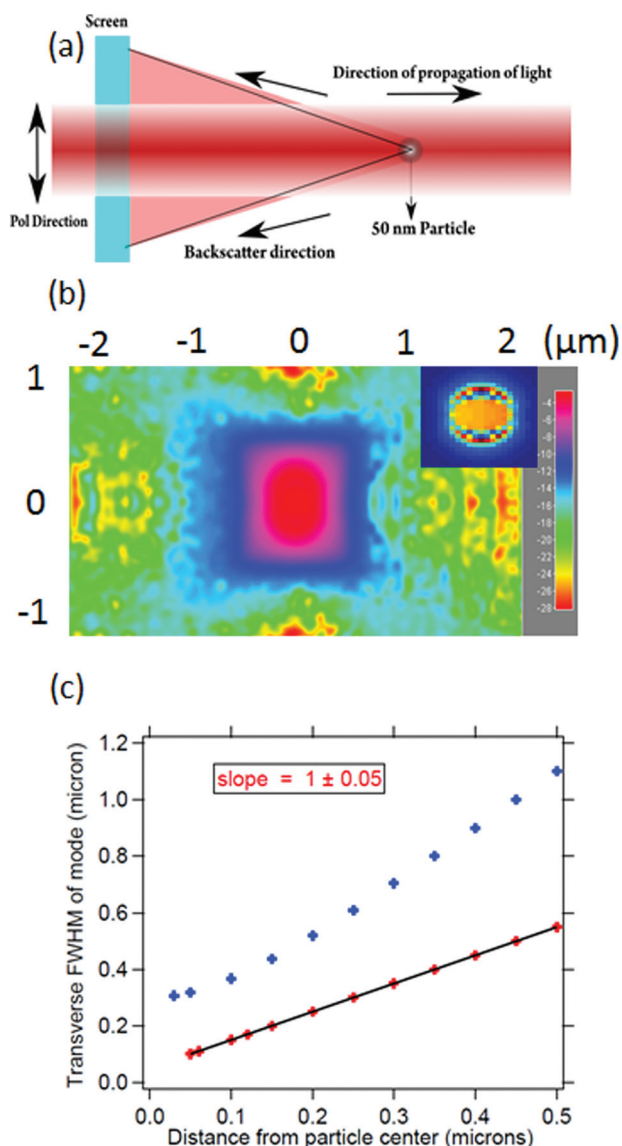 Screen
(a)
Direction of propagation of light
Pol Direction
50 nm Particle
Backscatter direction
(b)
-2 -1 0 1 2 (μm)
1
0
-1
-4
-6
-8
-10
-12
-14
-16
-18
-20
-22
-24
-26
-28
(c)
slope = 1 ± 0.05
Transverse FWHM of mode (micron)
1.2
1.0
0.8
0.6
0.4
0.2
0.0
0.0 0.1 0.2 0.3 0.4 0.5
Distance from particle center (microns)